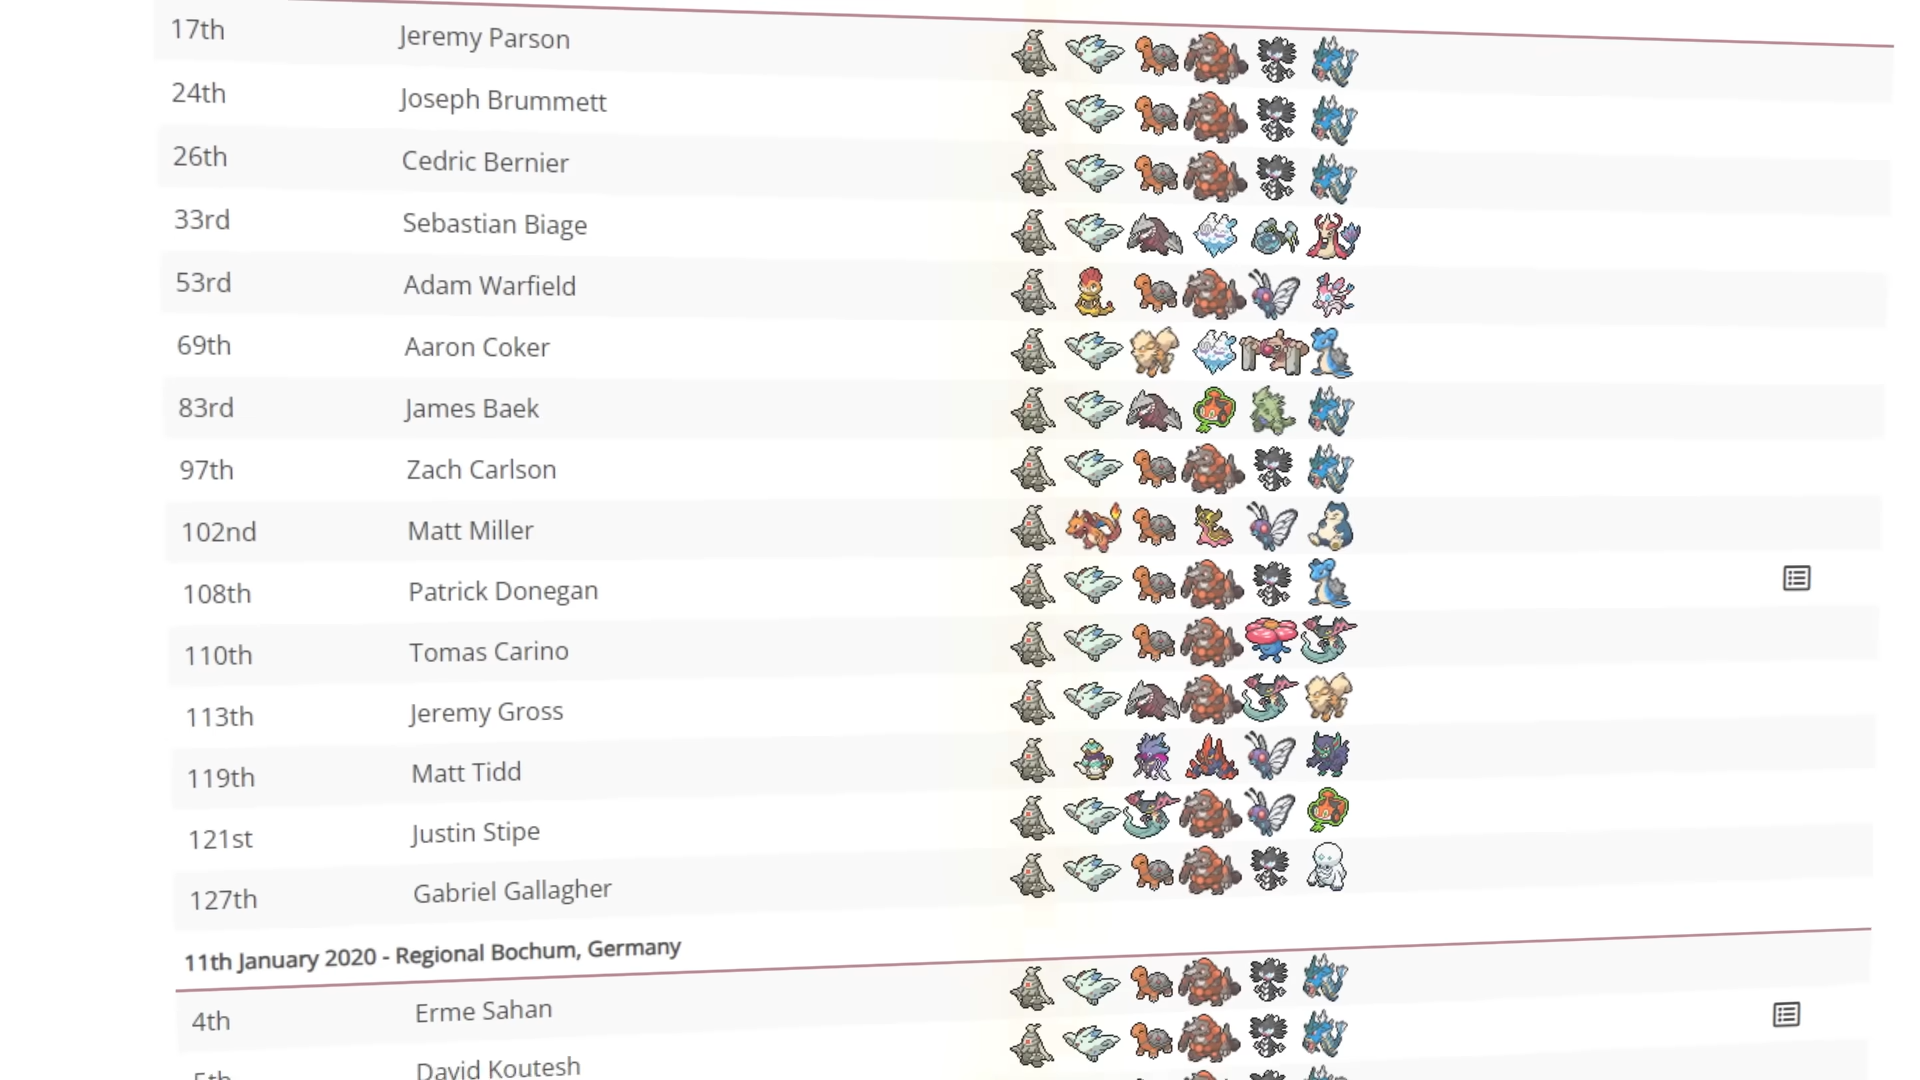 17th Jeremy Parson
24th Joseph Brummett
26th Cedric Bernier
33rd Sebastian Biage
53rd Adam Warfield
69th Aaron Coker
83rd James Baek
97th Zach Carlson
102nd Matt Miller
108th Patrick Donegan
110th Tomas Carino
113th Jeremy Gross
119th Matt Tidd
121st Justin Stipe
127th Gabriel Gallagher
11th January 2020 - Regional Bochum, Germany
4th Erme Sahan
5th David Koutesh